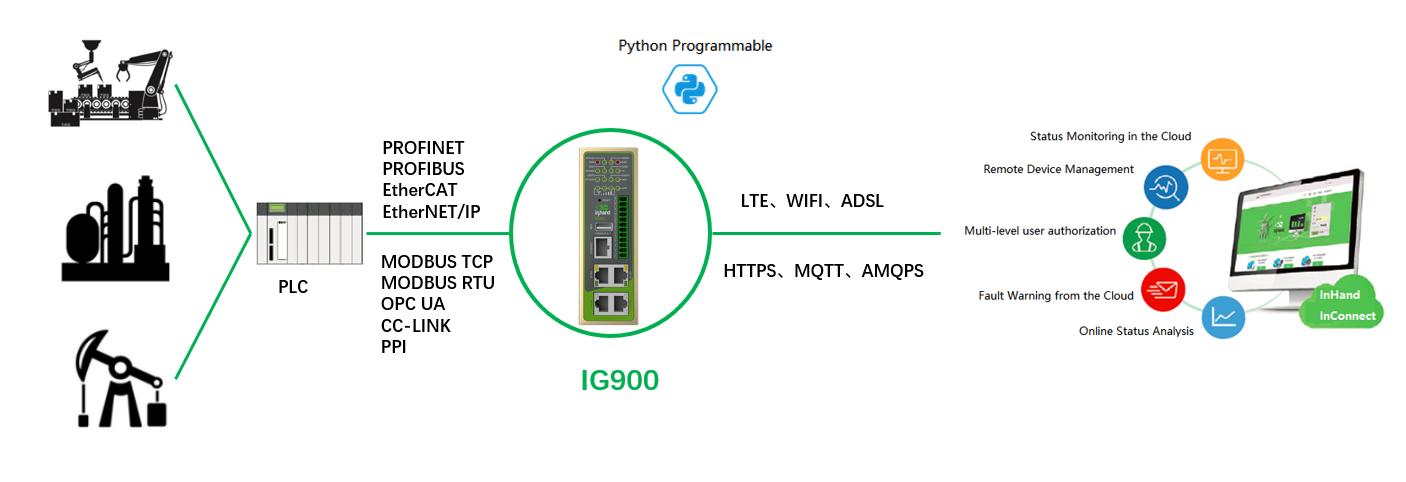 Python Programmable
PROFINET
PROFIBUS
EtherCAT
EtherNET/IP
MODBUS TCP
MODBUS RTU
OPC UA
CC-LINK
PPI
PLC
inhand
IG900
LTE、WIFI、ADSL
HTTPS、MQTT、AMQPS
Status Monitoring in the Cloud
Remote Device Management
Multi-level user authorization
Fault Warning from the Cloud
Online Status Analysis
InHand
InConnect